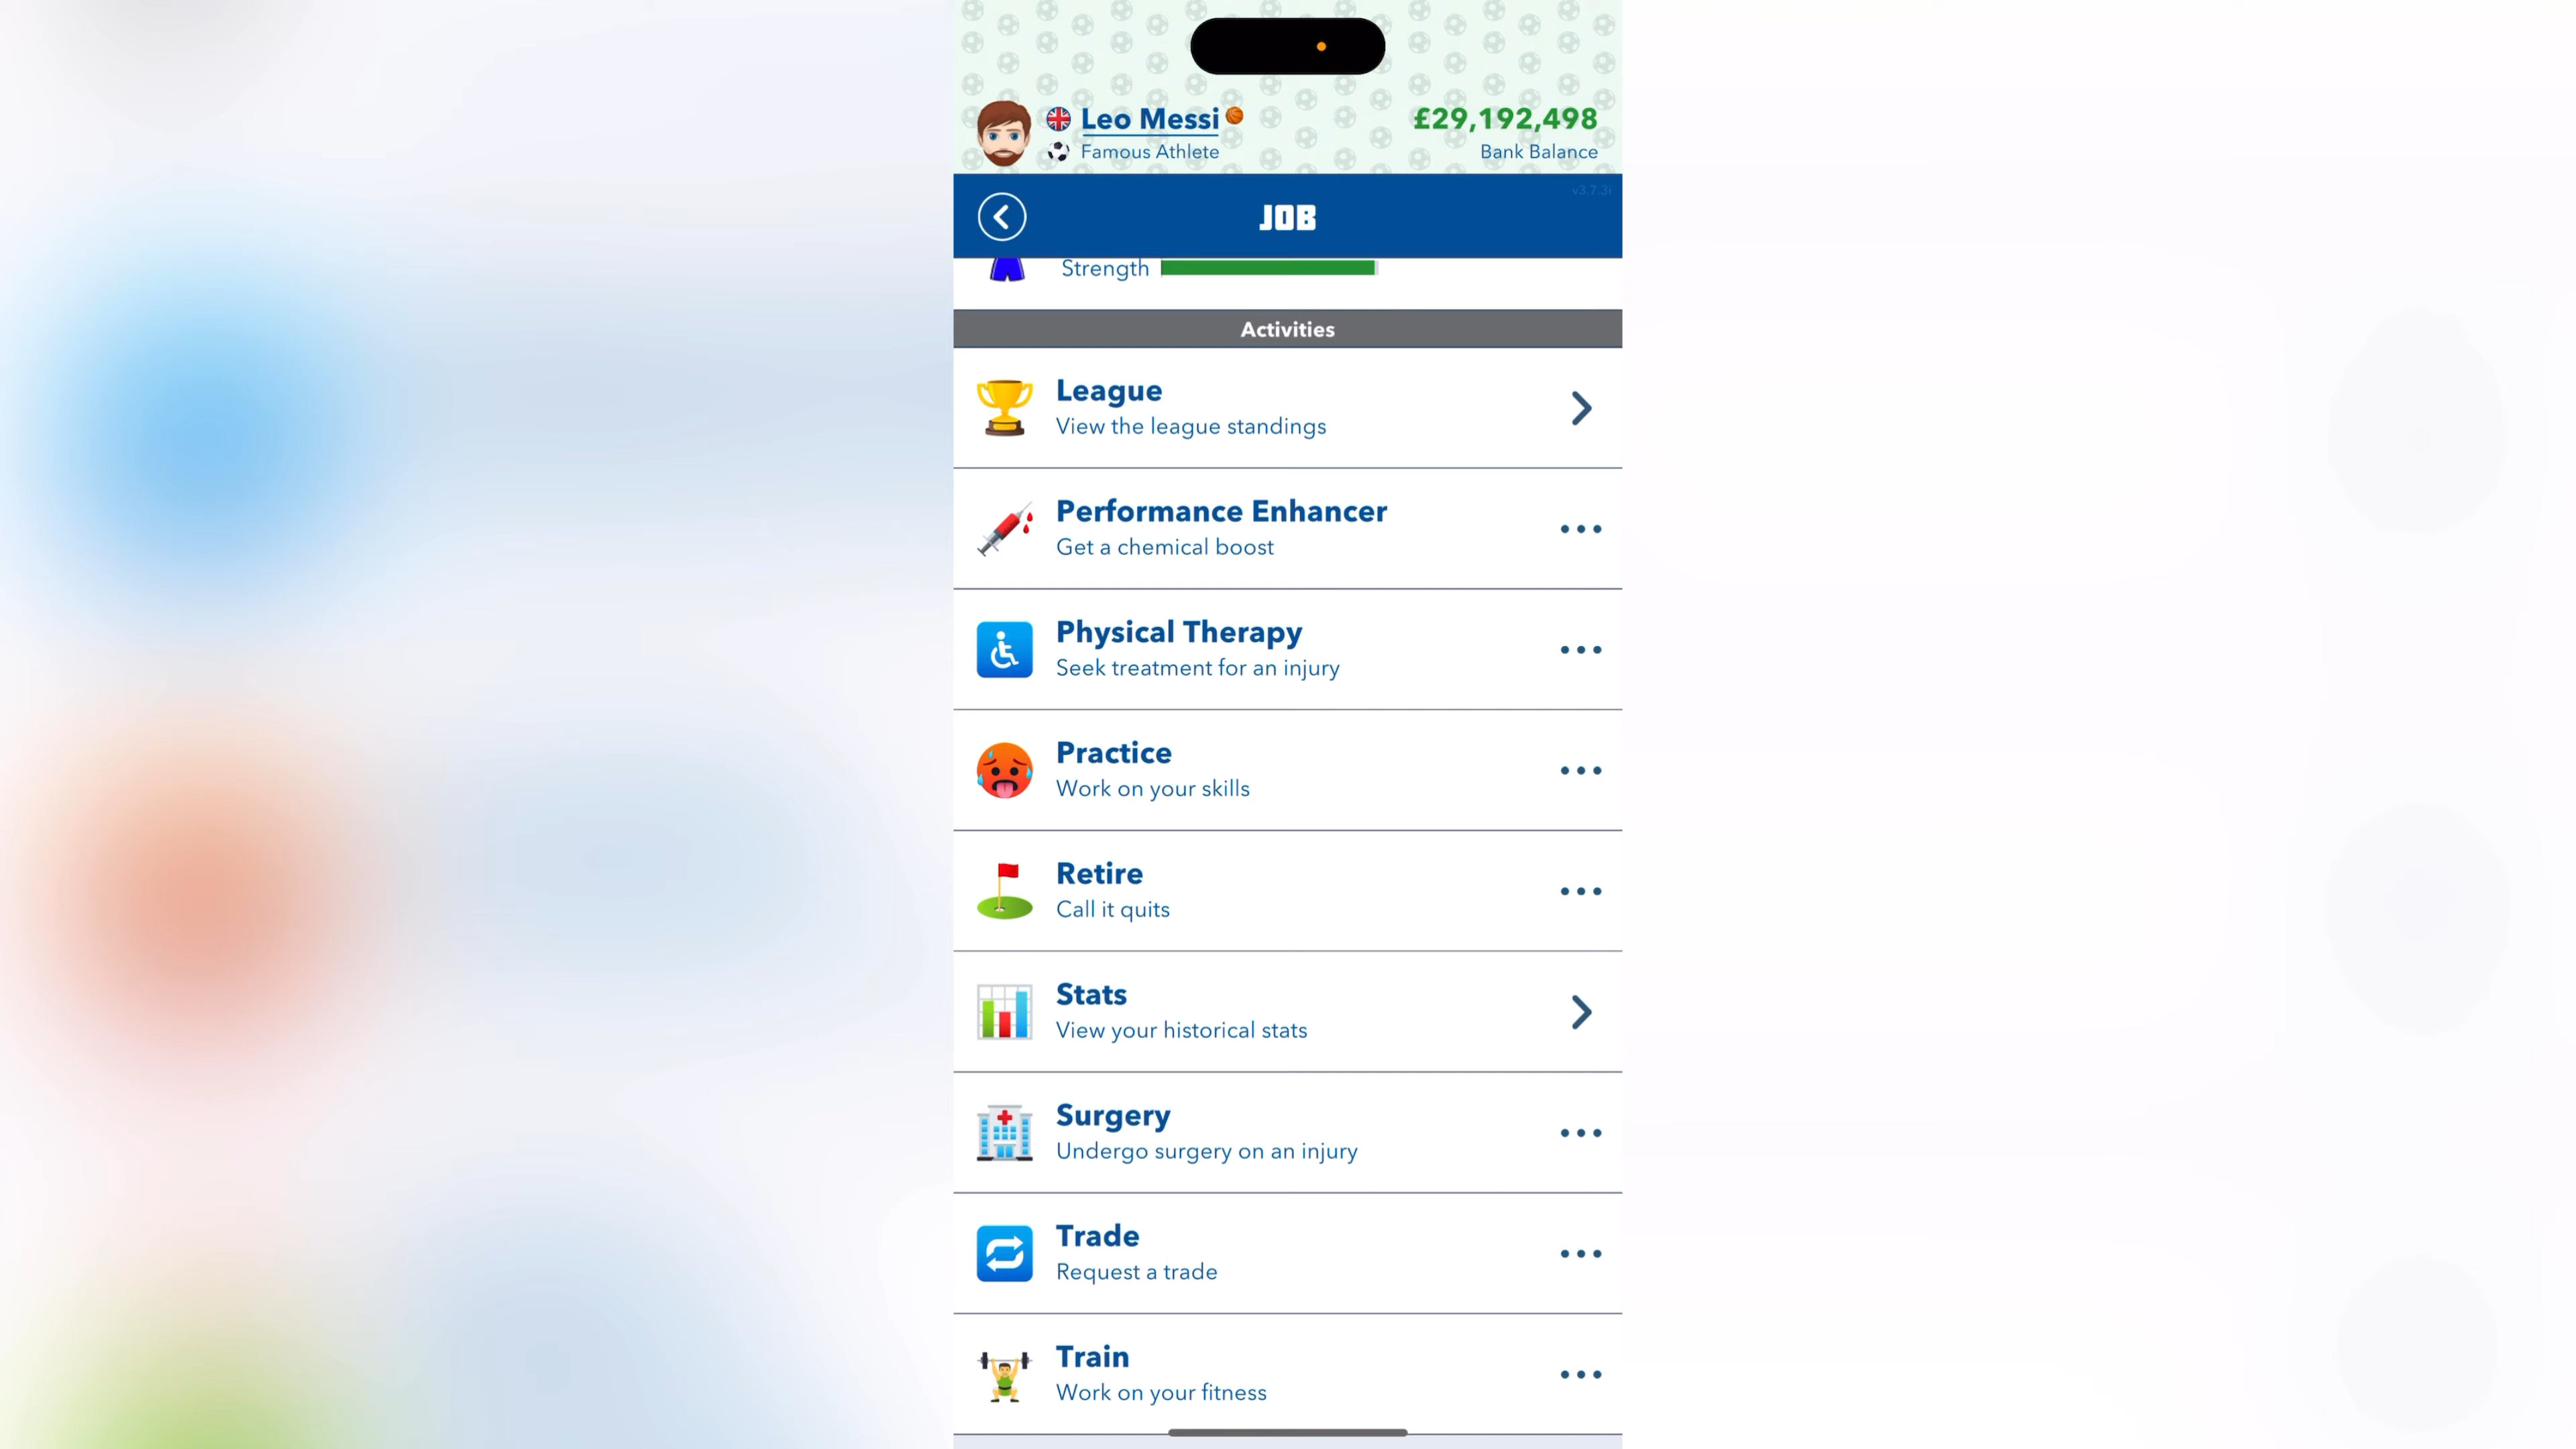 Leo Messi
£29,192,498
Famous Athlete
Bank Balance
v3.7.3i
JOB
Strength
Activities
League
View the league standings
Performance Enhancer
Get a chemical boost
Physical Therapy
Seek treatment for an injury
Practice
Work on your skills
Retire
Call it quits
Stats
View your historical stats
Surgery
Undergo surgery on an injury
Trade
Request a trade
Train
Work on your fitness